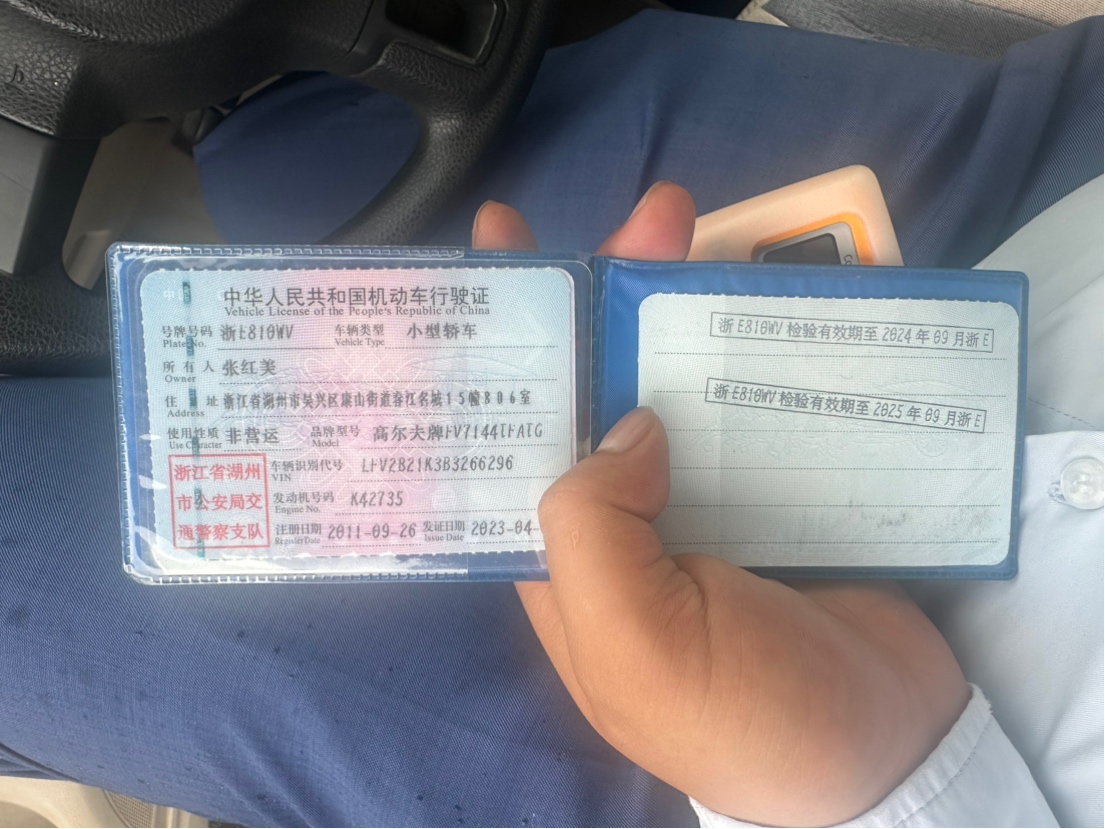 中华人民共和国机动车行驶证
Vehicle License of the People's Republic of China
号牌号码 浙E810WV 车辆类型 小型轿车
Plate No. Vehicle Type
所有人 张红美
Owner
住址 浙江省湖州市吴兴区康山街道春江名城15幢806室
Address
使用性质 非营运 品牌型号 高尔夫牌FV7144TFATG
Use Character Model
浙江省湖州
市公安局交
通警察支队
车辆识别代号 LFV2B21K3B3266296
VIN
发动机号码 K42735
Engine No.
注册日期 2011-09-26 发证日期 2023-04-
Register Date Issue Date
浙E810WV 检验有效期至 2024年09月浙E
浙E810WV 检验有效期至 2025年09月浙E